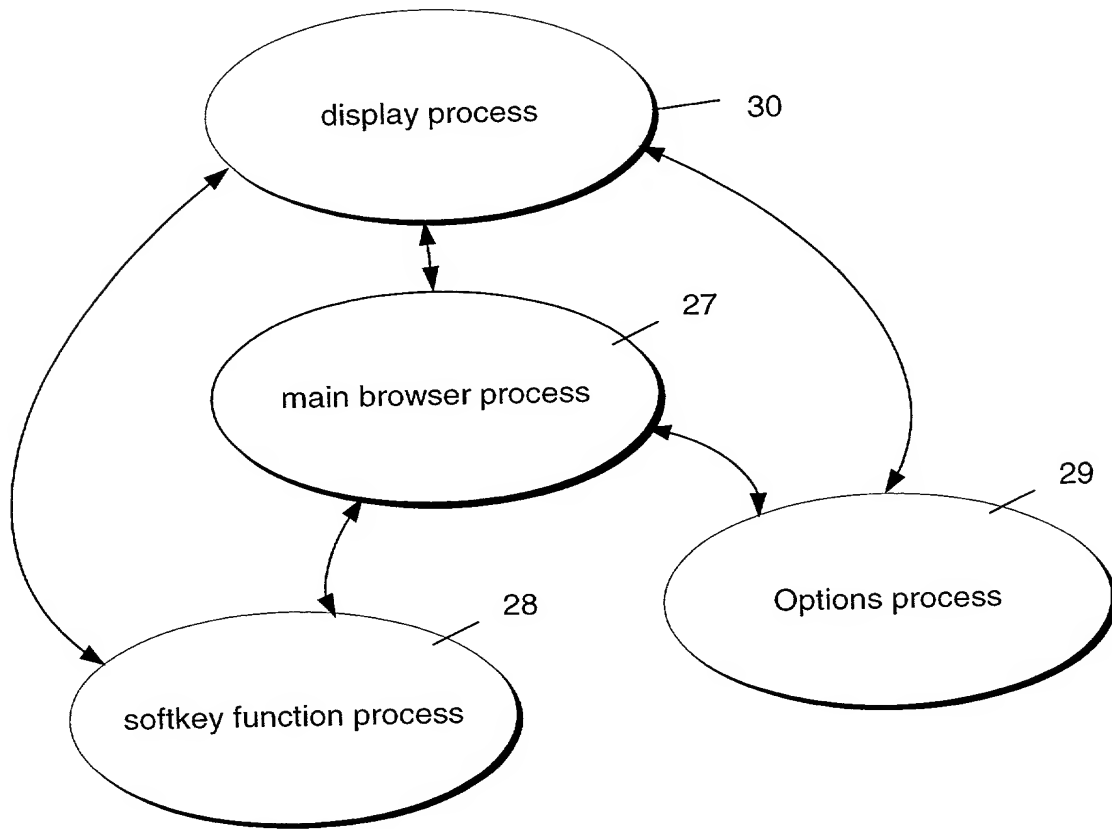 display process
30
27
main browser process
29
Options process
28
softkey function process